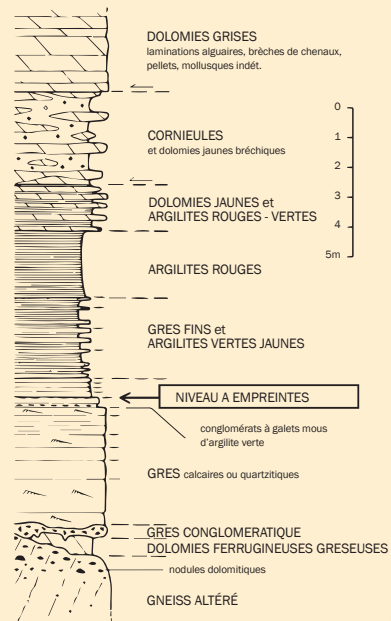 DOLOMIES GRISES
laminations alguaires, brèches de chenaux,
pellets, mollusques indét.
0
1
2
3
4
5m
CORNIEULES
et dolomies jaunes bréchiques
DOLOMIES JAUNES et
ARGILITES ROUGES - VERTES
ARGILITES ROUGES
GRES FINS et
ARGILITES VERTES JAUNES
NIVEAU A EMPREINTES
conglomérats à galets mous
d'argilite verte
GRES calcaires ou quartzitiques
GRES CONGLOMERATIQUE
DOLOMIES FERRUGINEUSES GRESEUSES
nodules dolomitiques
GNEISS ALTÉRÉ